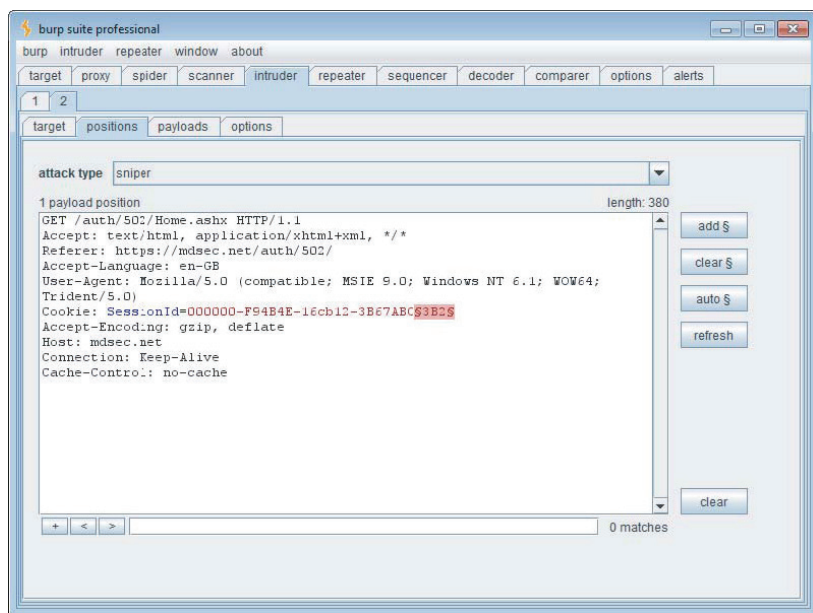 burp suite professional
burp intruder repeater window about
target proxy spider scanner intruder repeater sequencer decoder comparer options alerts
1 2
target positions payloads options
attack type sniper
1 payload position length: 380
GET /auth/502/Home.ashx HTTP/1.1
Accept: text/html, application/xhtml+xml, */*
Referer: https://mdsec.net/auth/502/
Accept-Language: en-GB
User-Agent: Mozilla/5.0 (compatible; MSIE 9.0; Windows NT 6.1; WOW64;
Trident/5.0)
Cookie: SessionId=000000-F94B4E-16cb12-3B67ABC§3B2§
Accept-Encoding: gzip, deflate
Host: mdsec.net
Connection: Keep-Alive
Cache-Control: no-cache
add §
clear §
auto §
refresh
clear
+ < > 0 matches